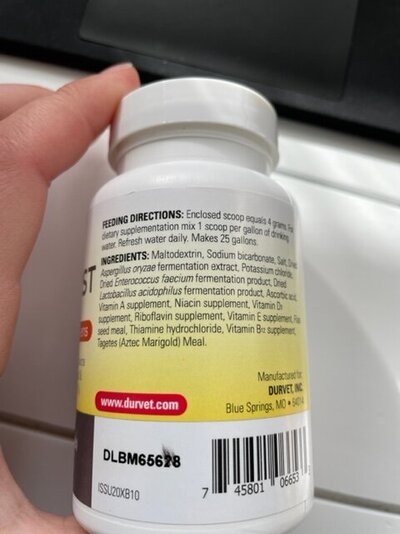 FEEDING DIRECTIONS: Enclosed scoop equals 4 grams. For
dietary supplementation mix 1 scoop per gallon of drinking
water. Refresh water daily. Makes 25 gallons.
INGREDIENTS: Maltodextrin, Sodium bicarbonate, Salt, Dried
Aspergillus oryzae fermentation extract, Potassium chloride,
Dried Enterococcus faecium fermentation product, Dried
Lactobacillus acidophilus fermentation product, Ascorbic acid,
Vitamin A supplement, Niacin supplement, Vitamin D3
supplement, Riboflavin supplement, Vitamin E supplement,
seed meal, Thiamine hydrochloride, Vitamin B12 supplement,
Tagetes (Aztec Marigold) Meal.
ST
Manufactured for:
DURVET, INC.
Blue Springs, MO •
www.durvet.com
DLBM65628
ISSU20XB10
7 45801 06653